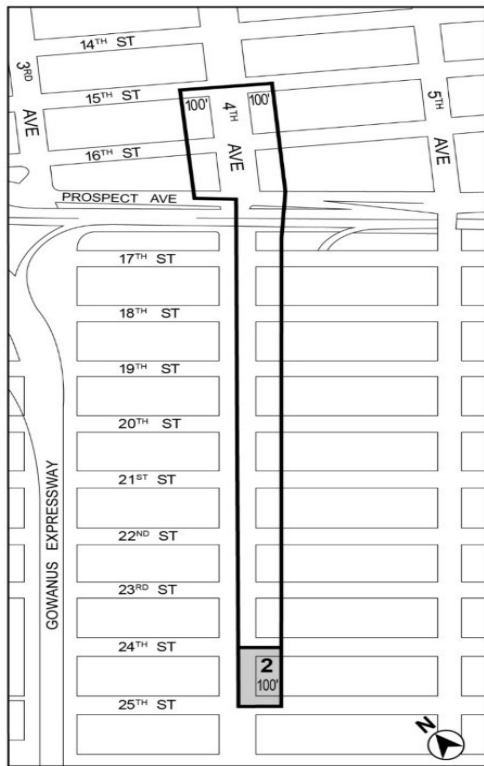 14TH ST
3RD AVE
15TH ST
100'
4TH AVE
100'
5TH AVE
16TH ST
PROSPECT AVE
17TH ST
18TH ST
19TH ST
20TH ST
GOWANUS EXPRESSWAY
21ST ST
22ND ST
23RD ST
24TH ST
2
100'
25TH ST
N